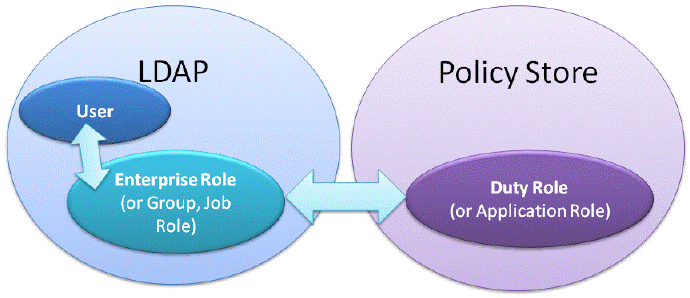 LDAP
Policy Store
User
Enterprise Role
(or Group, Job
Role)
Duty Role
(or Application Role)